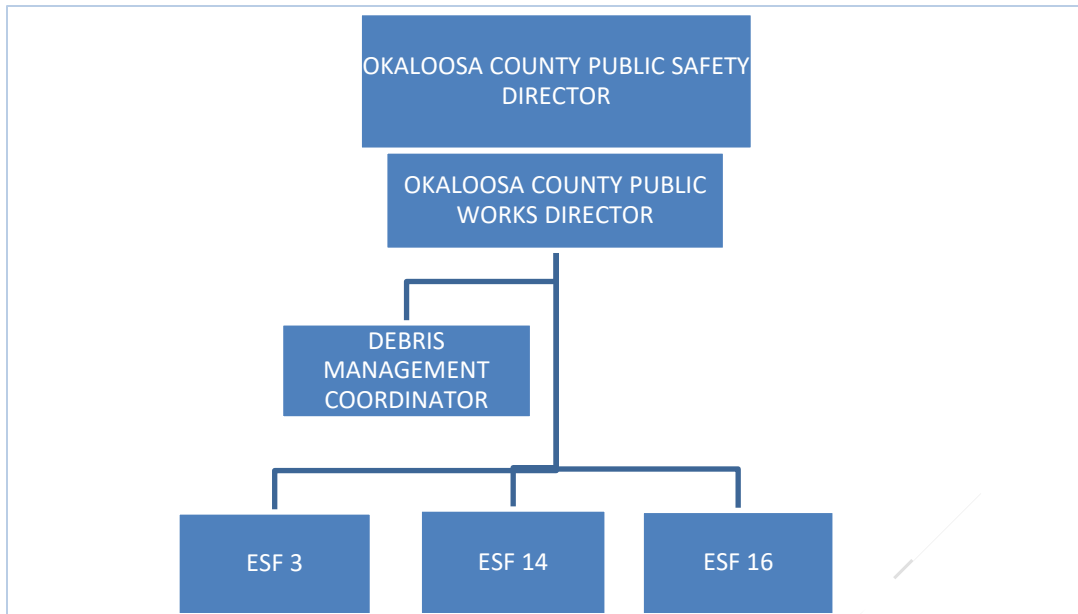 OKALOOSA COUNTY PUBLIC SAFETY
DIRECTOR
OKALOOSA COUNTY PUBLIC
WORKS DIRECTOR
DEBRIS
MANAGEMENT
COORDINATOR
ESF 3
ESF 14
ESF 16